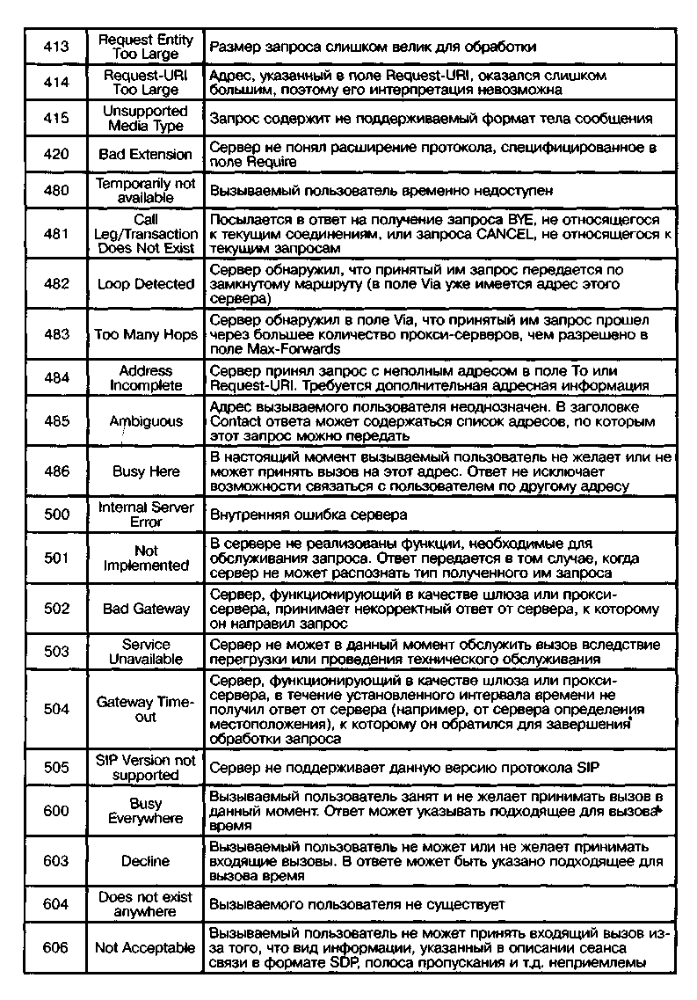 413 Request Entity Too Large Размер запроса слишком велик для обработки
414 Request-URI Too Large Адрес, указанный в поле Request-URI, оказался слишком
большим, поэтому его интерпретация невозможна
415 Unsupported Media Type Запрос содержит не поддерживаемый формат тела сообщения
420 Bad Extension Сервер не понял расширение протокола, специфицированное в
поле Require
480 Temporarily not available Вызываемый пользователь временно недоступен
481 Call Leg/Transaction Does Not Exist Посылается в ответ на получение запроса BYE, не относящегося
к текущим соединениям, или запроса CANCEL, не относящегося к
текущим запросам
482 Loop Detected Сервер обнаружил, что принятый им запрос передается по
замкнутому маршруту (в поле Via уже имеется адрес этого
сервера)
483 Too Many Hops Сервер обнаружил в поле Via, что принятый им запрос прошел
через большее количество прокси-серверов, чем разрешено в
поле Max-Forwards
484 Address Incomplete Сервер принял запрос с неполным адресом в поле To или
Request-URI. Требуется дополнительная адресная информация
485 Ambiguous Адрес вызываемого пользователя неоднозначен. В заголовке
Contact ответа может содержаться список адресов, по которым
этот запрос можно передать
486 Busy Here В настоящий момент вызываемый пользователь не желает или не
может принять вызов на этот адрес. Ответ не исключает
возможности связаться с пользователем по другому адресу
500 Internal Server Error Внутренняя ошибка сервера
501 Not Implemented В сервере не реализованы функции, необходимые для
обслуживания запроса. Ответ передается в том случае, когда
сервер не может распознать тип полученного им запроса
502 Bad Gateway Сервер, функционирующий в качестве шлюза или прокси-
сервера, принимает некорректный ответ от сервера, к которому
он направил запрос
503 Service Unavailable Сервер не может в данный момент обслужить вызов вследствие
перегрузки или проведения технического обслуживания
504 Gateway Time-out Сервер, функционирующий в качестве шлюза или прокси-
сервера, в течение установленного интервала времени не
получил ответ от сервера (например, от сервера определения
местоположения), к которому он обратился для завершения
обработки запроса
505 SIP Version not supported Сервер не поддерживает данную версию протокола SIP
600 Busy Everywhere Вызываемый пользователь занят и не желает принимать вызов в
данный момент. Ответ может указывать подходящее для вызова
время
603 Decline Вызываемый пользователь не может или не желает принимать
входящие вызовы. В ответе может быть указано подходящее для
вызова время
604 Does not exist anywhere Вызываемого пользователя не существует
606 Not Acceptable Вызываемый пользователь не может принять входящий вызов из-
за того, что вид информации, указанный в описании сеанса
связи в формате SDP, полоса пропускания и т.д. неприемлемы